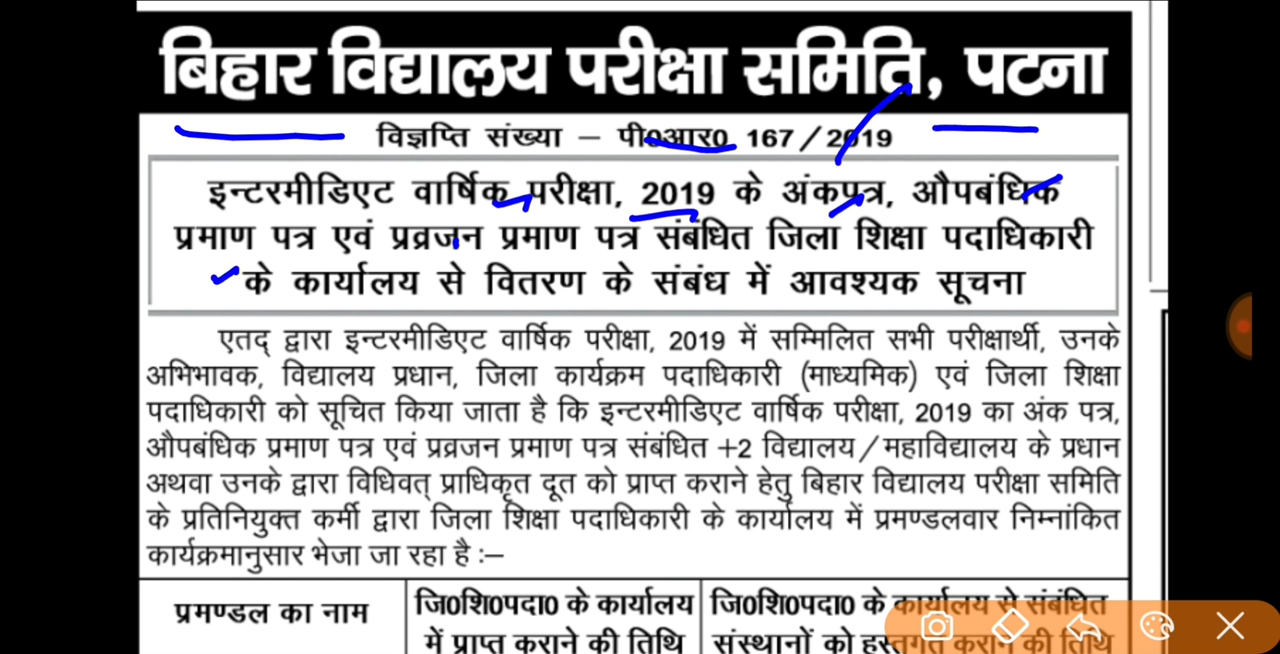 बिहार विद्यालय परीक्षा समिति, पटना
विज्ञप्ति संख्या – पी0आर0 167/2019
इन्टरमीडिएट वार्षिक परीक्षा, 2019 के अंकपत्र, औपबंधिक
प्रमाण पत्र एवं प्रव्रजन प्रमाण पत्र संबंधित जिला शिक्षा पदाधिकारी
के कार्यालय से वितरण के संबंध में आवश्यक सूचना
एतद् द्वारा इन्टरमीडिएट वार्षिक परीक्षा, 2019 में सम्मिलित सभी परीक्षार्थी, उनके
अभिभावक, विद्यालय प्रधान, जिला कार्यक्रम पदाधिकारी (माध्यमिक) एवं जिला शिक्षा
पदाधिकारी को सूचित किया जाता है कि इन्टरमीडिएट वार्षिक परीक्षा, 2019 का अंक पत्र,
औपबंधिक प्रमाण पत्र एवं प्रव्रजन प्रमाण पत्र संबंधित +2 विद्यालय/महाविद्यालय के प्रधान
अथवा उनके द्वारा विधिवत् प्राधिकृत दूत को प्राप्त कराने हेतु बिहार विद्यालय परीक्षा समिति
के प्रतिनियुक्त कर्मी द्वारा जिला शिक्षा पदाधिकारी के कार्यालय में प्रमण्डलवार निम्नांकित
कार्यक्रमानुसार भेजा जा रहा है :–
प्रमण्डल का नाम
जि0शि0पदा0 के कार्यालय
में प्राप्त कराने की तिथि
जि0शि0पदा0 के कार्यालय से संबंधित
संस्थानों को हस्तगत कराने की तिथि